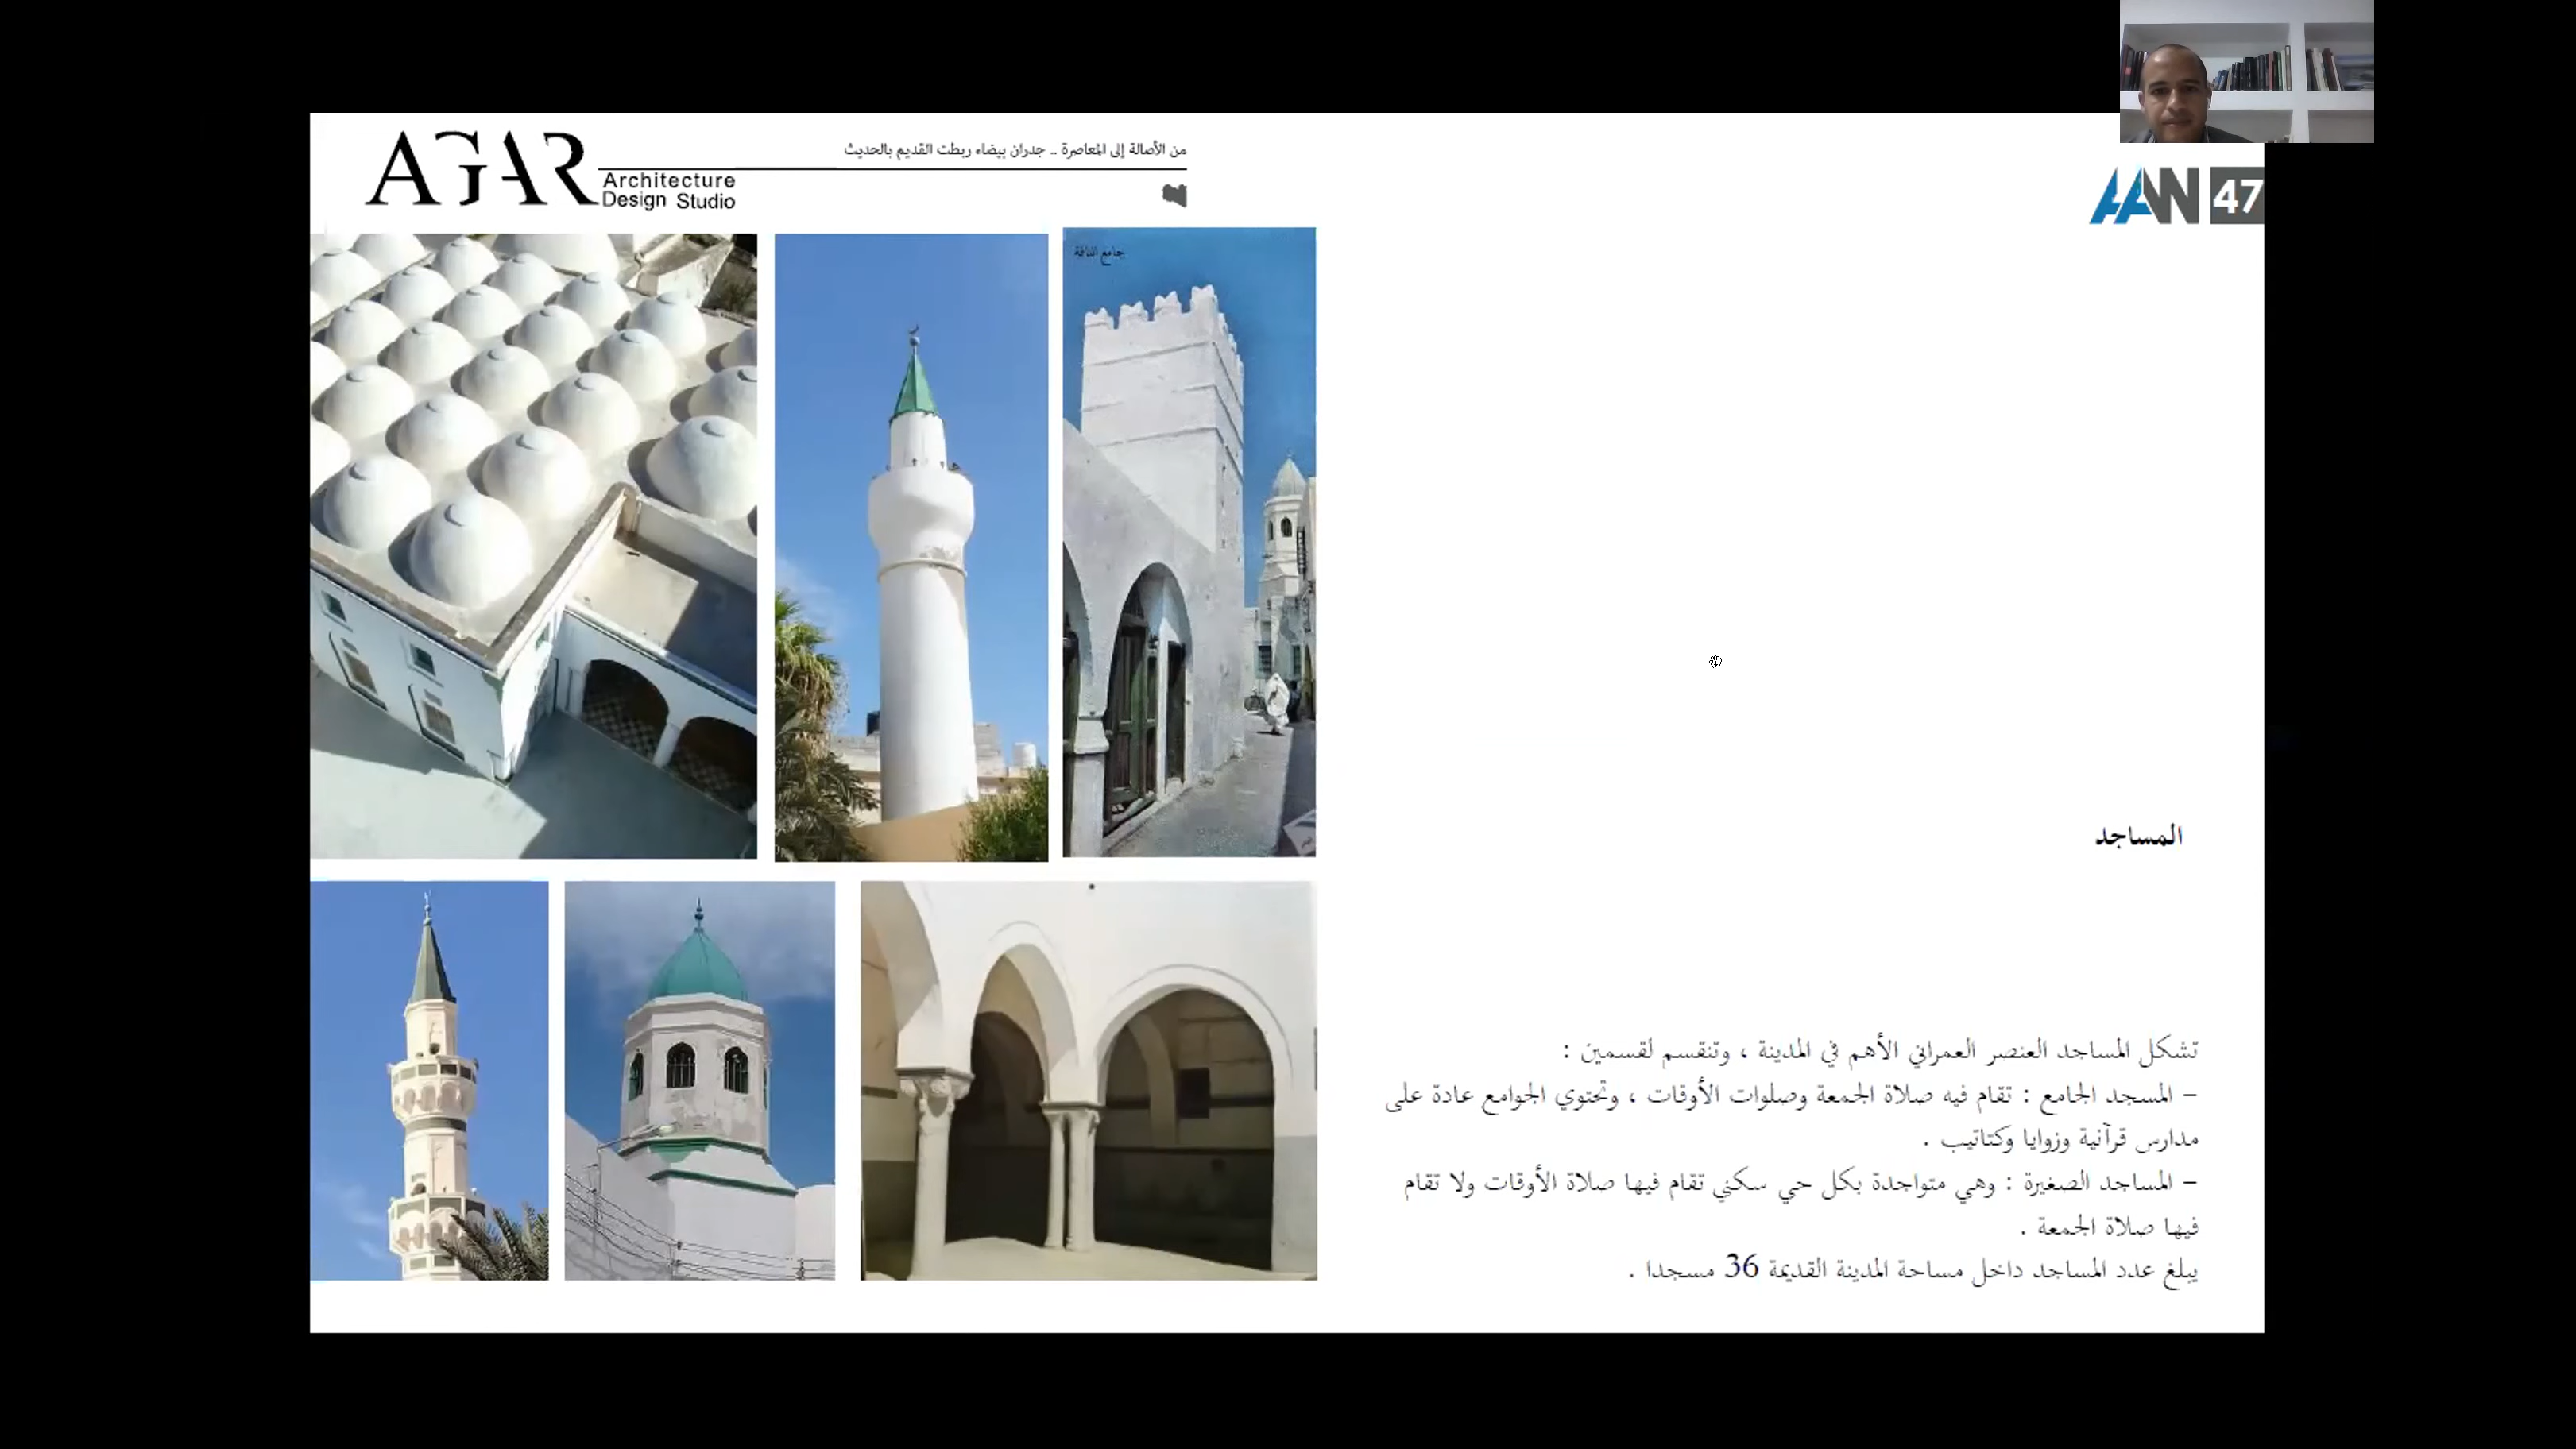 AGAR
Architecture
Design Studio
من الأصالة إلى المعاصرة .. جدران بيضاء ربطت القديم بالحديث
AAN 47
جامع الناقة
المساجد
تشكل المساجد العنصر العمراني الأهم في المدينة ، وتنقسم لقسمين :
– المسجد الجامع : تقام فيه صلاة الجمعة وصلوات الأوقات ، وتحتوي الجوامع عادة على
مدارس قرآنية وزوايا وكتاتيب .
– المساجد الصغيرة : وهي متواجدة بكل حي سكني تقام فيها صلاة الأوقات ولا تقام
فيها صلاة الجمعة .
يبلغ عدد المساجد داخل مساحة المدينة القديمة 36 مسجدا .